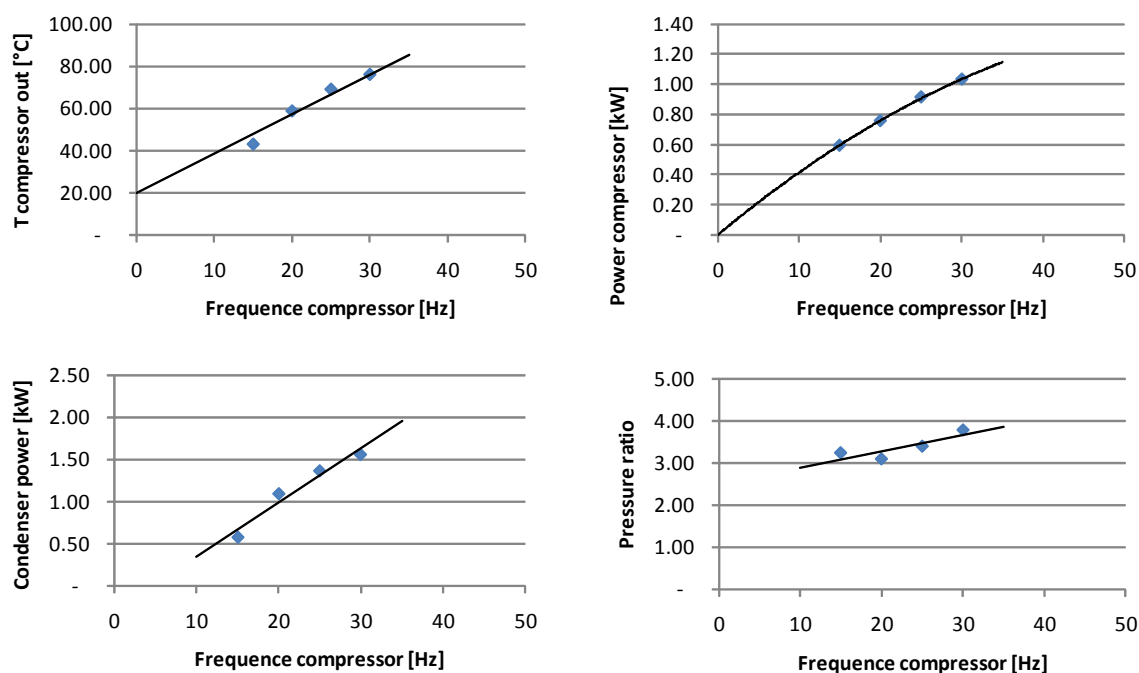 T compressor out [°C]
100.00
80.00
60.00
40.00
20.00
-
0 10 20 30 40 50
Frequence compressor [Hz]
Power compressor [kW]
1.40
1.20
1.00
0.80
0.60
0.40
0.20
-
0 10 20 30 40 50
Frequence compressor [Hz]
Condenser power [kW]
2.50
2.00
1.50
1.00
0.50
-
0 10 20 30 40 50
Frequence compressor [Hz]
Pressure ratio
5.00
4.00
3.00
2.00
1.00
-
0 10 20 30 40 50
Frequence compressor [Hz]